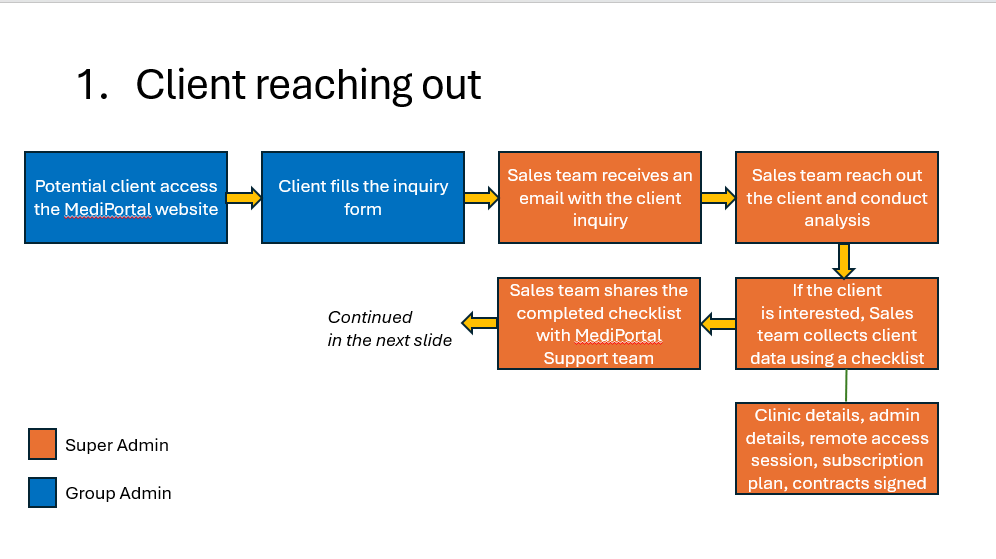 1. Client reaching out
Potential client access
the MediPortal website
Client fills the inquiry
form
Sales team receives an
email with the client
inquiry
Sales team reach out
the client and conduct
analysis
If the client
is interested, Sales
team collects client
data using a checklist
Sales team shares the
completed checklist
with MediPortal
Support team
Continued
in the next slide
Clinic details, admin
details, remote access
session, subscription
plan, contracts signed
Super Admin
Group Admin